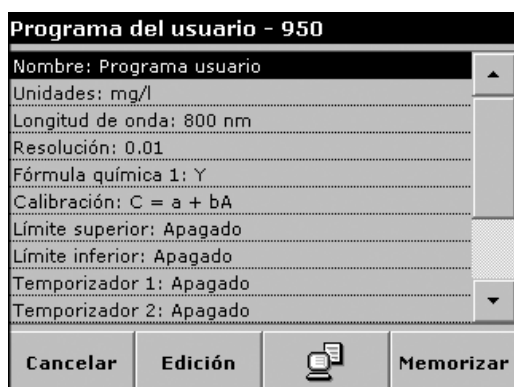 Programa del usuario - 950
Nombre: Programa usuario
Unidades: mg/l
Longitud de onda: 800 nm
Resolución: 0.01
Fórmula química 1: Y
Calibración: C = a + bA
Límite superior: Apagado
Límite inferior: Apagado
Temporizador 1: Apagado
Temporizador 2: Apagado
Cancelar Edición Memorizar